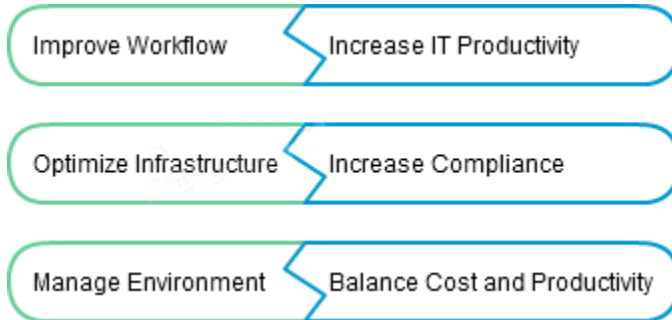 Improve Workflow Increase IT Productivity
Optimize Infrastructure Increase Compliance
Manage Environment Balance Cost and Productivity